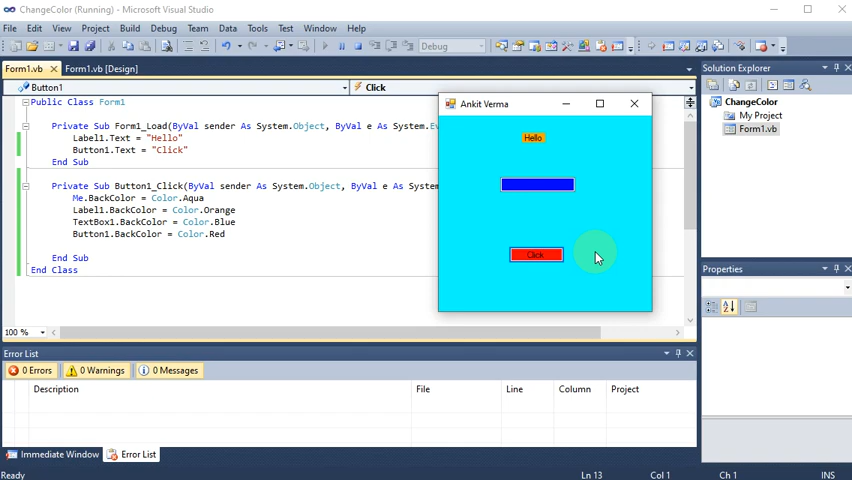 ChangeColor (Running) - Microsoft Visual Studio
File Edit View Project Build Debug Team Data Tools Test Window Help
Debug
Form1.vb Form1.vb [Design]
Button1 Click
Public Class Form1
Private Sub Form1_Load(ByVal sender As System.Object, ByVal e As System.Ev
Label1.Text = "Hello"
Button1.Text = "Click"
End Sub
Private Sub Button1_Click(ByVal sender As System.Object,
Me.BackColor = Color.Aqua
Label1.BackColor = Color.Orange
TextBox1.BackColor = Color.Blue
Button1.BackColor = Color.Red
End Sub
End Class
100 %
Ankit Verma
Hello
Click
Solution Explorer
ChangeColor
My Project
Form1.vb
Properties
Error List
0 Errors 0 Warnings 0 Messages
Description File Line Column Project
Immediate Window Error List
Ready Ln 13 Col 1 Ch 1 INS